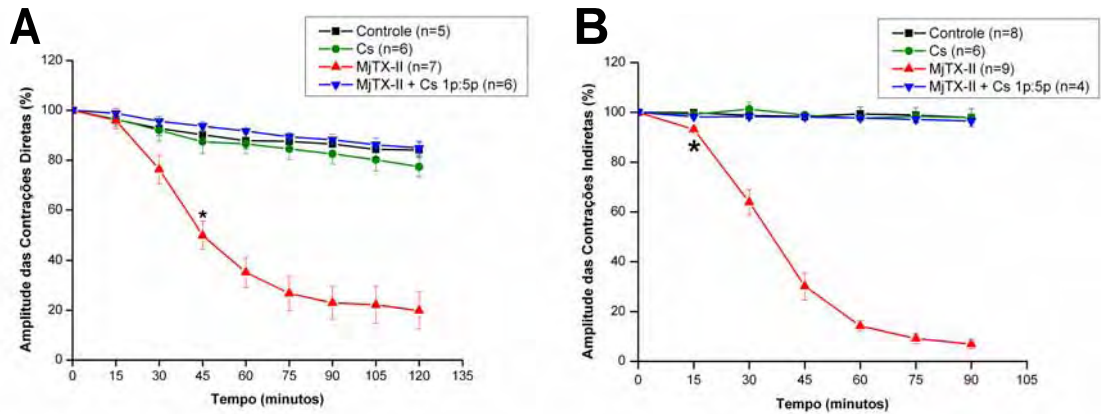 A
Controle (n=5)
Cs (n=6)
MjTX-II (n=7)
MjTX-II + Cs 1p:5p (n=6)
Amplitude das Contrações Diretas (%)
120
100
80
60
40
20
0
*
0 15 30 45 60 75 90 105 120 135
Tempo (minutos)
B
Controle (n=8)
Cs (n=6)
MjTX-II (n=9)
MjTX-II + Cs 1p:5p (n=4)
Amplitude das Contrações Indiretas (%)
120
100
80
60
40
20
0
*
0 15 30 45 60 75 90 105
Tempo (minutos)